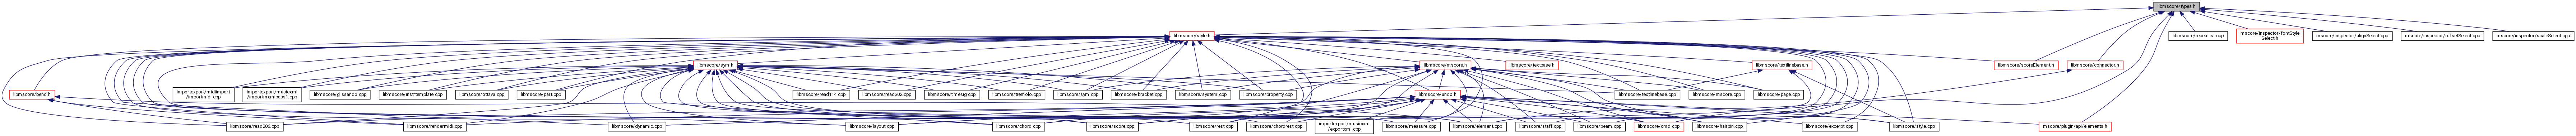 libmscore/types.h
libmscore/style.h
libmscore/repeatlist.cpp
mscore/inspector/fontStyle
Select.h
mscore/inspector/alignSelect.cpp
mscore/inspector/offsetSelect.cpp
mscore/inspector/scaleSelect.cpp
libmscore/sym.h
libmscore/mscore.h
libmscore/textbase.h
libmscore/textlinebase.h
libmscore/scoreElement.h
libmscore/connector.h
libmscore/bend.h
importexport/midiimport
/importmidi.cpp
importexport/musicxml
/importmxmlpass1.cpp
libmscore/glissando.cpp
libmscore/instrtemplate.cpp
libmscore/ottava.cpp
libmscore/part.cpp
libmscore/read114.cpp
libmscore/read302.cpp
libmscore/timesig.cpp
libmscore/tremolo.cpp
libmscore/sym.cpp
libmscore/bracket.cpp
libmscore/system.cpp
libmscore/property.cpp
libmscore/undo.h
libmscore/textlinebase.cpp
libmscore/mscore.cpp
libmscore/page.cpp
libmscore/read206.cpp
libmscore/rendermidi.cpp
libmscore/dynamic.cpp
libmscore/layout.cpp
libmscore/chord.cpp
libmscore/score.cpp
libmscore/rest.cpp
libmscore/chordrest.cpp
importexport/musicxml
/exportxml.cpp
libmscore/measure.cpp
libmscore/element.cpp
libmscore/staff.cpp
libmscore/beam.cpp
libmscore/cmd.cpp
libmscore/hairpin.cpp
libmscore/excerpt.cpp
libmscore/style.cpp
mscore/plugin/api/elements.h